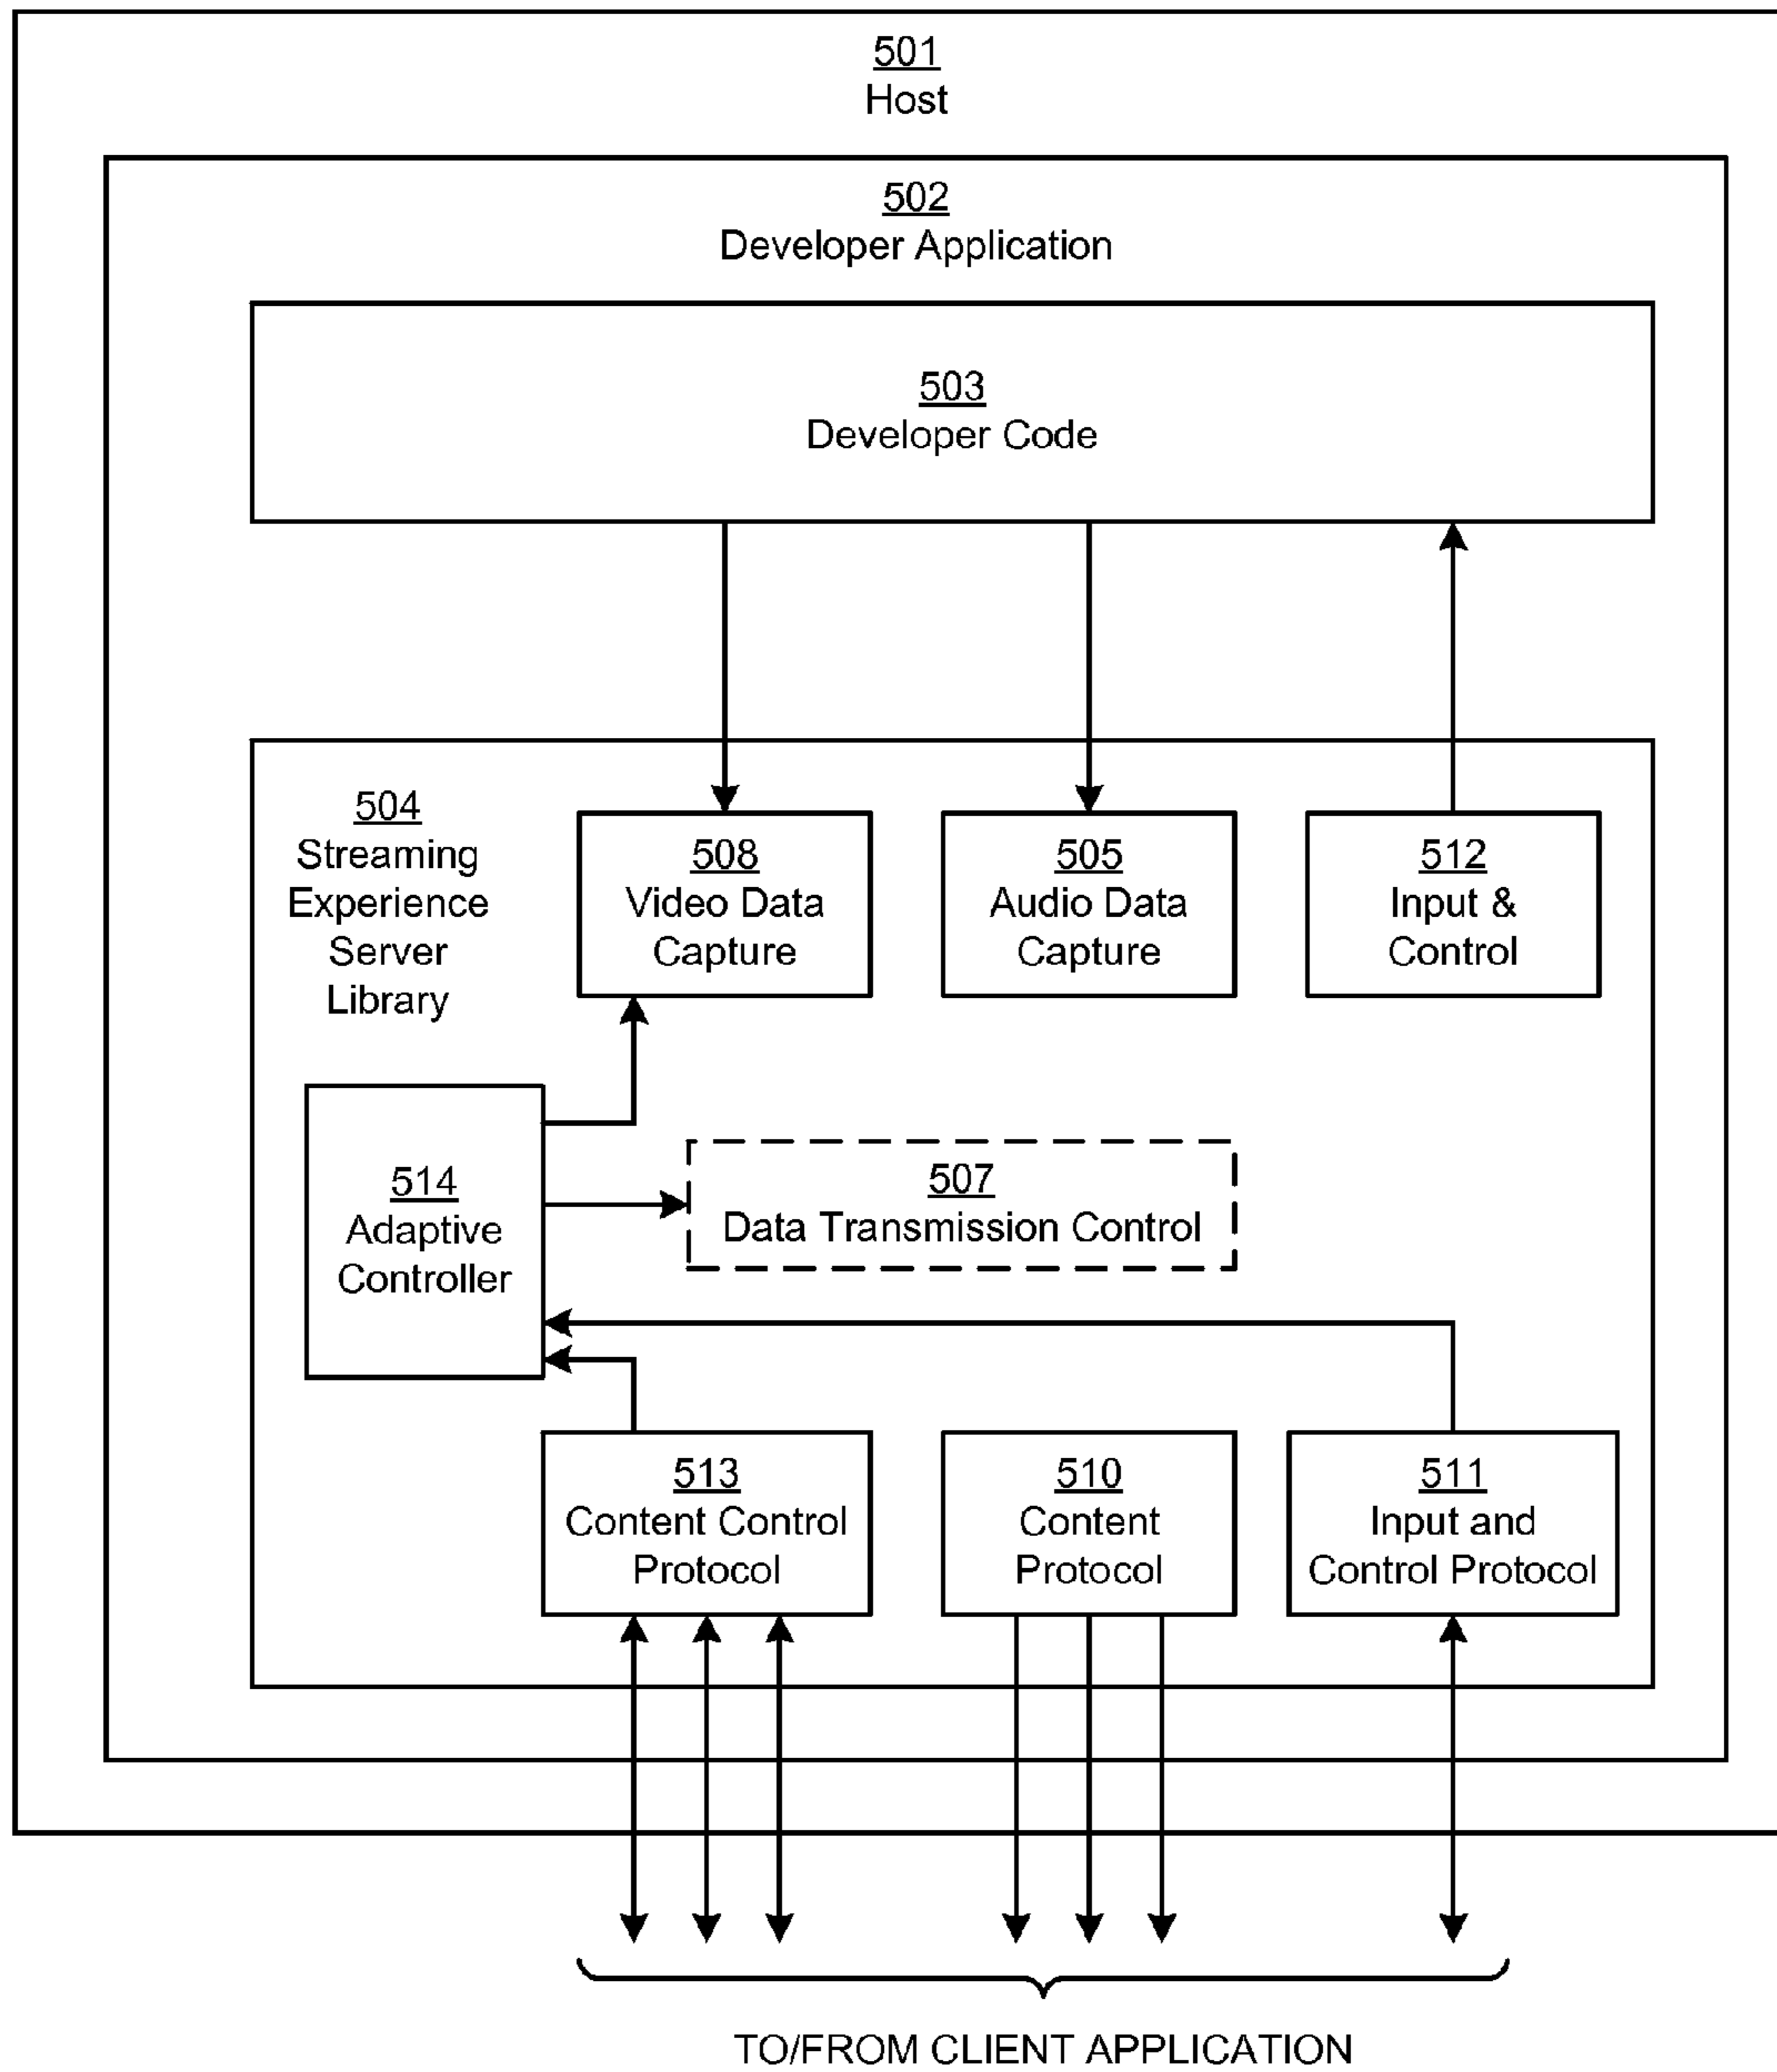 501
Host
502
Developer Application
503
Developer Code
504
Streaming
Experience
Server
Library
508
Video Data
Capture
505
Audio Data
Capture
512
Input &
Control
514
Adaptive
Controller
507
Data Transmission Control
513
Content Control
Protocol
510
Content
Protocol
511
Input and
Control Protocol
TO/FROM CLIENT APPLICATION